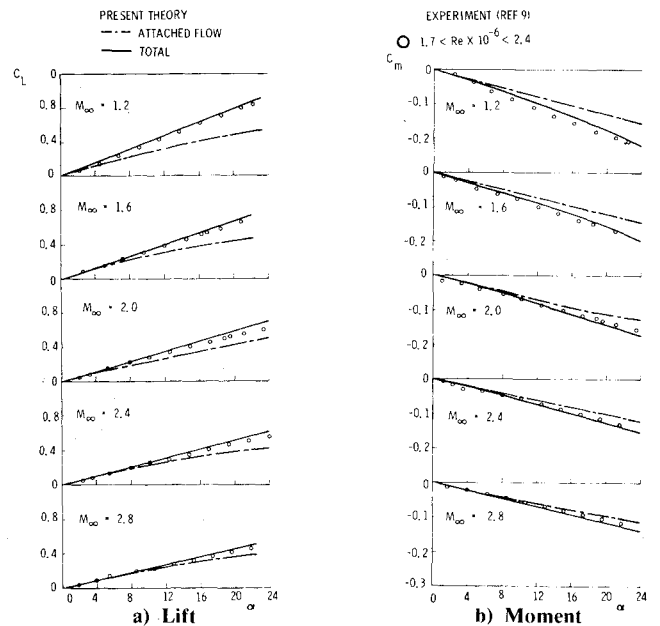 PRESENT THEORY
ATTACHED FLOW
TOTAL
EXPERIMENT (REF 9)
1.7 < Re X 10⁻⁶ < 2.4
C_L
0
0.8
0.4
0
M∞ = 1.2
0.8
0.4
0
M∞ = 1.6
0.8
0.4
0
M∞ = 2.0
0.8
0.4
0
M∞ = 2.4
0.8
0.4
0
M∞ = 2.8
0 4 8 12 16 20 α 24
a) Lift
C_m
0
-0.1
-0.2
M∞ = 1.2
0
-0.1
-0.2
M∞ = 1.6
0
-0.1
-0.2
M∞ = 2.0
0
-0.1
-0.2
M∞ = 2.4
0
-0.1
-0.2
-0.3
M∞ = 2.8
0 4 8 12 16 20 α 24
b) Moment